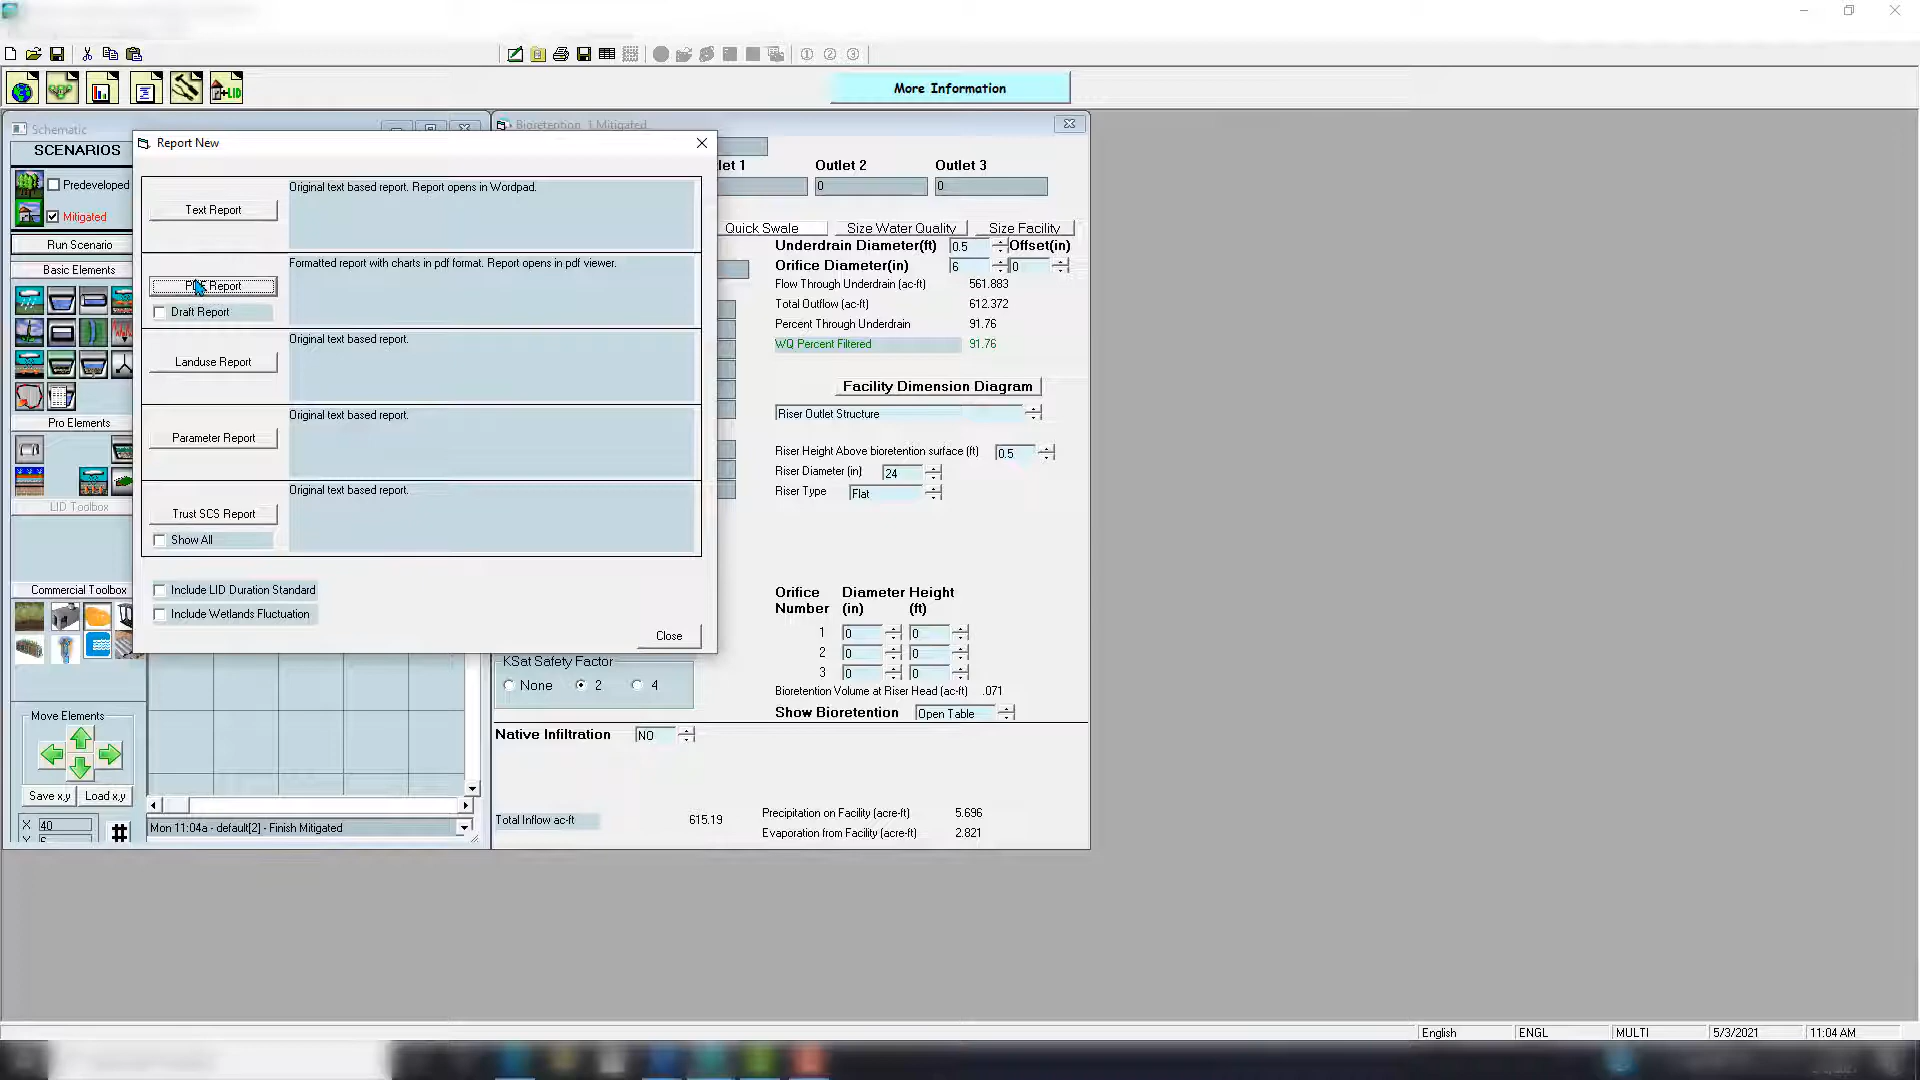 More Information
Schematic
SCENARIOS
Predeveloped
Mitigated
Run Scenario
Basic Elements
Pro Elements
LID Toolbox
Commercial Toolbox
Move Elements
Save x,y
Load x,y
X 40
Y 6
#
Mon 11:04a - default[2] - Finish Mitigated
Report New
Text Report
Original text based report. Report opens in Wordpad.
PDF Report
Formatted report with charts in pdf format. Report opens in pdf viewer.
Draft Report
Landuse Report
Original text based report.
Parameter Report
Original text based report.
Trust SCS Report
Original text based report.
Show All
Include LID Duration Standard
Include Wetlands Fluctuation
Close
Bioretention 1 Mitigated
let 1
Outlet 2
Outlet 3
0
0
Quick Swale
Size Water Quality
Size Facility
Underdrain Diameter(ft) 0.5 Offset(in)
Orifice Diameter(in) 6 0
Flow Through Underdrain (ac-ft) 561.883
Total Outflow (ac-ft) 612.372
Percent Through Underdrain 91.76
WQ Percent Filtered 91.76
Facility Dimension Diagram
Riser Outlet Structure
Riser Height Above bioretention surface (ft) 0.5
Riser Diameter (in) 24
Riser Type Flat
Orifice Diameter Height
Number (in) (ft)
1 0 0
2 0 0
3 0 0
Bioretention Volume at Riser Head (ac-ft) .071
Show Bioretention Open Table
KSat Safety Factor
None 2 4
Native Infiltration NO
Total Inflow ac-ft 615.19
Precipitation on Facility (acre-ft) 5.696
Evaporation from Facility (acre-ft) 2.821
English ENGL MULTI 5/3/2021 11:04 AM
+LID